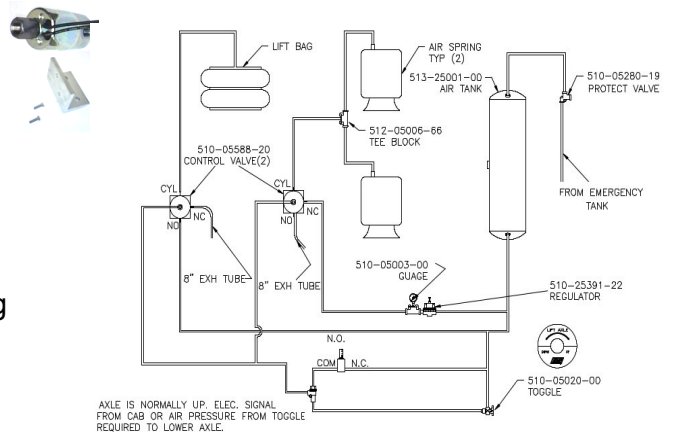 LIFT BAG
AIR SPRING
TYP (2)
513-25001-00
AIR TANK
510-05280-19
PROTECT VALVE
512-05006-66
TEE BLOCK
510-05588-20
CONTROL VALVE(2)
CYL
NC
NO
CYL
NC
NO
FROM EMERGENCY
TANK
8" EXH TUBE
8" EXH TUBE
510-05003-00
GUAGE
510-25391-22
REGULATOR
g
N.O.
LIFT AXLE
COM
N.C.
510-05020-00
TOGGLE
AXLE IS NORMALLY UP. ELEC. SIGNAL
FROM CAB OR AIR PRESSURE FROM TOGGLE
REQUIRED TO LOWER AXLE.